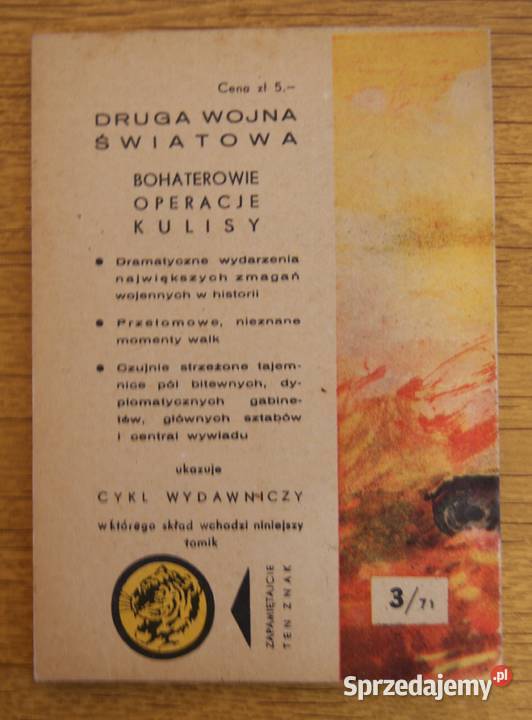 Cena zł 5,–
DRUGA WOJNA
ŚWIATOWA
BOHATEROWIE
OPERACJE
KULISY
• Dramatyczne wydarzenia
największych zmagań
wojennych w historii
• Przełomowe, nieznane
momenty walk
• Czujnie strzeżone tajem-
nice pól bitewnych, dy-
plomatycznych gabine-
tów, głównych sztabów
i central wywiadu
ukazuje
CYKL WYDAWNICZY
w którego skład wchodzi niniejszy
tomik
ZAPAMIĘTAJCIE
TEN ZNAK
3/71
Sprzedajemy.pl